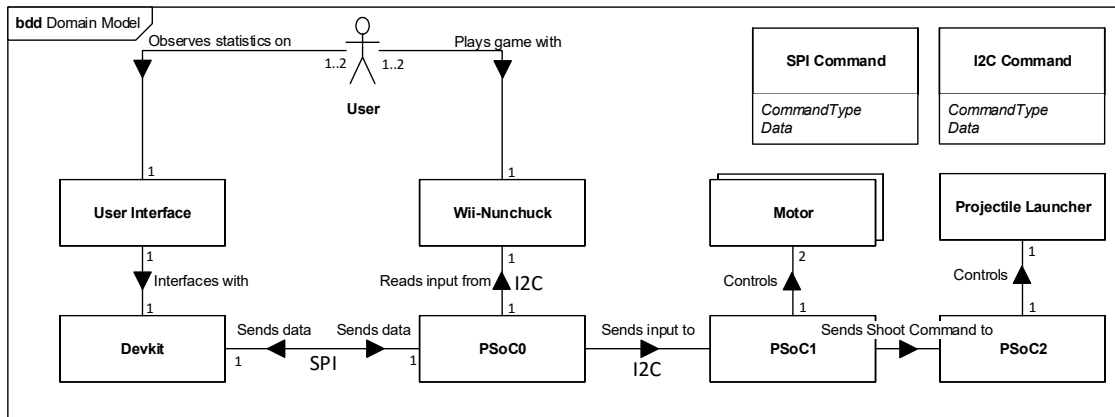 bdd Domain Model
Observes statistics on
Plays game with
1..2
1..2
User
SPI Command
CommandType
Data
I2C Command
CommandType
Data
1
1
User Interface
Wii-Nunchuck
Motor
Projectile Launcher
1
1
2
1
Interfaces with
Reads input from
I2C
Controls
Controls
1
1
1
1
Devkit
Sends data
Sends data
1
SPI
1
PSoC0
Sends input to
I2C
PSoC1
Sends Shoot Command to
PSoC2